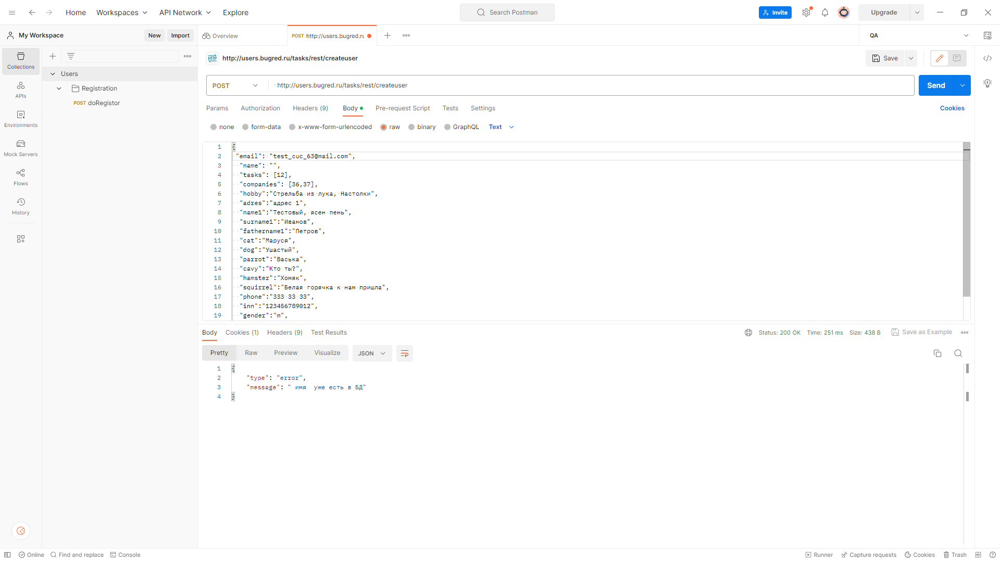 Home
Workspaces
API Network
Explore
Search Postman
Invite
Upgrade
My Workspace
New
Import
Overview
POST http://users.bugred.ru
QA
Collections
APIs
Environments
Mock Servers
Flows
History
Users
Registration
POST doRegistor
HTTP http://users.bugred.ru/tasks/rest/createuser
Save
POST
http://users.bugred.ru/tasks/rest/createuser
Send
Params
Authorization
Headers (9)
Body
Pre-request Script
Tests
Settings
Cookies
none
form-data
x-www-form-urlencoded
raw
binary
GraphQL
Text
1 {
2 "email": "test_cuc_63@mail.com",
3 "name": "",
4 "tasks": [12],
5 "companies": [36,37],
6 "hobby":"Стрельба из лука, Настолки",
7 "adres":"адрес 1",
8 "name1":"Тестовый, ясен пень",
9 "surname1":"Иванов",
10 "fathername1":"Петров",
11 "cat":"Маруся",
12 "dog":"Ушастый",
13 "parrot":"Васька",
14 "cavy":"Кто ты?",
15 "hamster":"Хомяк",
16 "squirrel":"Белая горячка к нам пришла",
17 "phone":"333 33 33",
18 "inn":"123456789012",
19 "gender":"m",
Body
Cookies (1)
Headers (9)
Test Results
Status: 200 OK
Time: 251 ms
Size: 438 B
Save as Example
Pretty
Raw
Preview
Visualize
JSON
1 {
2 "type": "error",
3 "message": " имя  уже есть в БД"
4 }
Online
Find and replace
Console
Runner
Capture requests
Cookies
Trash